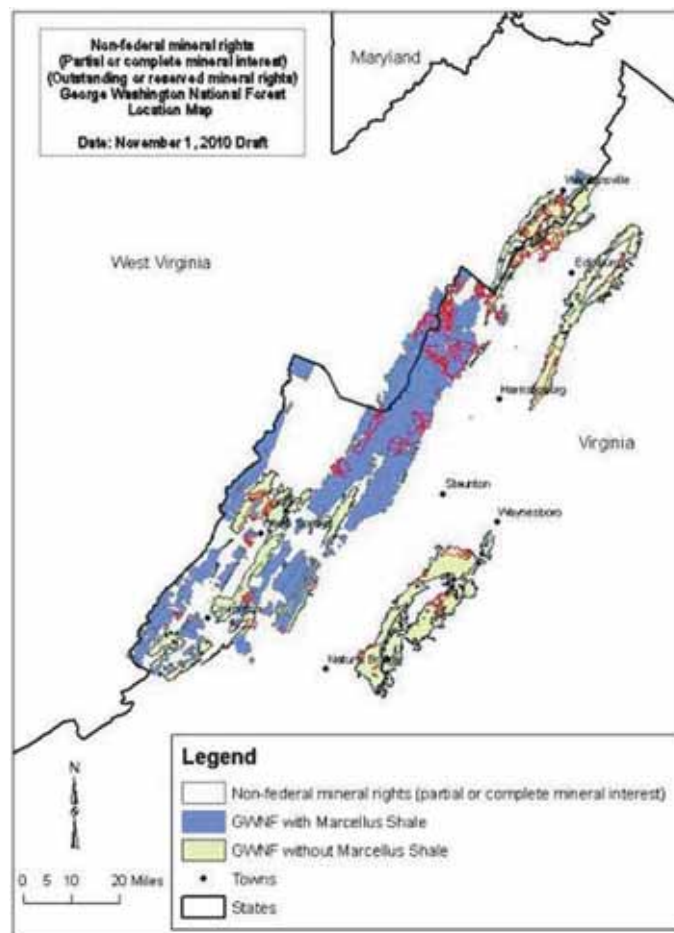 Non-federal mineral rights
(Partial or complete mineral interest)
(Outstanding or reserved mineral rights)
George Washington National Forest
Location Map
Date: November 1, 2010 Draft
Maryland
West Virginia
Virginia
Staunton
Waynesboro
Legend
N
Non-federal mineral rights (partial or complete mineral interest)
GWNF with Marcellus Shale
GWNF without Marcellus Shale
Towns
States
0 5 10 20 Miles